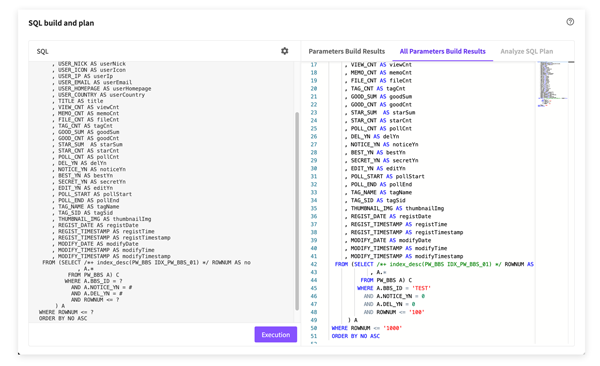 SQL build and plan
SQL
, USER_NICK AS userNick
, USER_ICON AS userIcon
, USER_IP AS userIp
, USER_EMAIL AS userEmail
, USER_HOMEPAGE AS userHomepage
, USER_COUNTRY AS userCountry
, TITLE AS title
, VIEW_CNT AS viewCnt
, MEMO_CNT AS memoCnt
, FILE_CNT AS fileCnt
, TAG_CNT AS tagCnt
, GOOD_SUM AS goodSum
, GOOD_CNT AS goodCnt
, STAR_SUM  AS starSum
, STAR_CNT AS starCnt
, POLL_CNT AS pollCnt
, DEL_YN AS delYn
, NOTICE_YN AS noticeYn
, BEST_YN AS bestYn
, SECRET_YN AS secretYn
, EDIT_YN AS editYn
, POLL_START AS pollStart
, POLL_END AS pollEnd
, TAG_NAME AS tagName
, TAG_SID AS tagSid
, THUMBNAIL_IMG AS thumbnailImg
, REGIST_DATE AS registDate
, REGIST_TIMESTAMP AS registTime
, REGIST_TIMESTAMP AS registTimestamp
, MODIFY_DATE AS modifyDate
, MODIFY_TIMESTAMP AS modifyTime
, MODIFY_TIMESTAMP AS modifyTimestamp
FROM (SELECT /*+ index_desc(PW_BBS IDX_PW_BBS_01) */ ROWNUM AS no
, A.*
FROM PW_BBS A) C
WHERE A.BBS_ID = ?
AND A.NOTICE_YN = #
AND A.DEL_YN = #
AND ROWNUM <= ?
) A
WHERE ROWNUM <= ?
ORDER BY NO ASC
Execution
Parameters Build Results
All Parameters Build Results
Analyze SQL Plan
17 , VIEW_CNT AS viewCnt
18 , MEMO_CNT AS memoCnt
19 , FILE_CNT AS fileCnt
20 , TAG_CNT AS tagCnt
21 , GOOD_SUM AS goodSum
22 , GOOD_CNT AS goodCnt
23 , STAR_SUM  AS starSum
24 , STAR_CNT AS starCnt
25 , POLL_CNT AS pollCnt
26 , DEL_YN AS delYn
27 , NOTICE_YN AS noticeYn
28 , BEST_YN AS bestYn
29 , SECRET_YN AS secretYn
30 , EDIT_YN AS editYn
31 , POLL_START AS pollStart
32 , POLL_END AS pollEnd
33 , TAG_NAME AS tagName
34 , TAG_SID AS tagSid
35 , THUMBNAIL_IMG AS thumbnailImg
36 , REGIST_DATE AS registDate
37 , REGIST_TIMESTAMP AS registTime
38 , REGIST_TIMESTAMP AS registTimestamp
39 , MODIFY_DATE AS modifyDate
40 , MODIFY_TIMESTAMP AS modifyTime
41 , MODIFY_TIMESTAMP AS modifyTimestamp
42 FROM (SELECT /*+ index_desc(PW_BBS IDX_PW_BBS_01) */ ROWNUM AS
43 , A.*
44 FROM PW_BBS A) C
45 WHERE A.BBS_ID = 'TEST'
46 AND A.NOTICE_YN = 0
47 AND A.DEL_YN = 0
48 AND ROWNUM <= '100'
49 ) A
50 WHERE ROWNUM <= '1000'
51 ORDER BY NO ASC